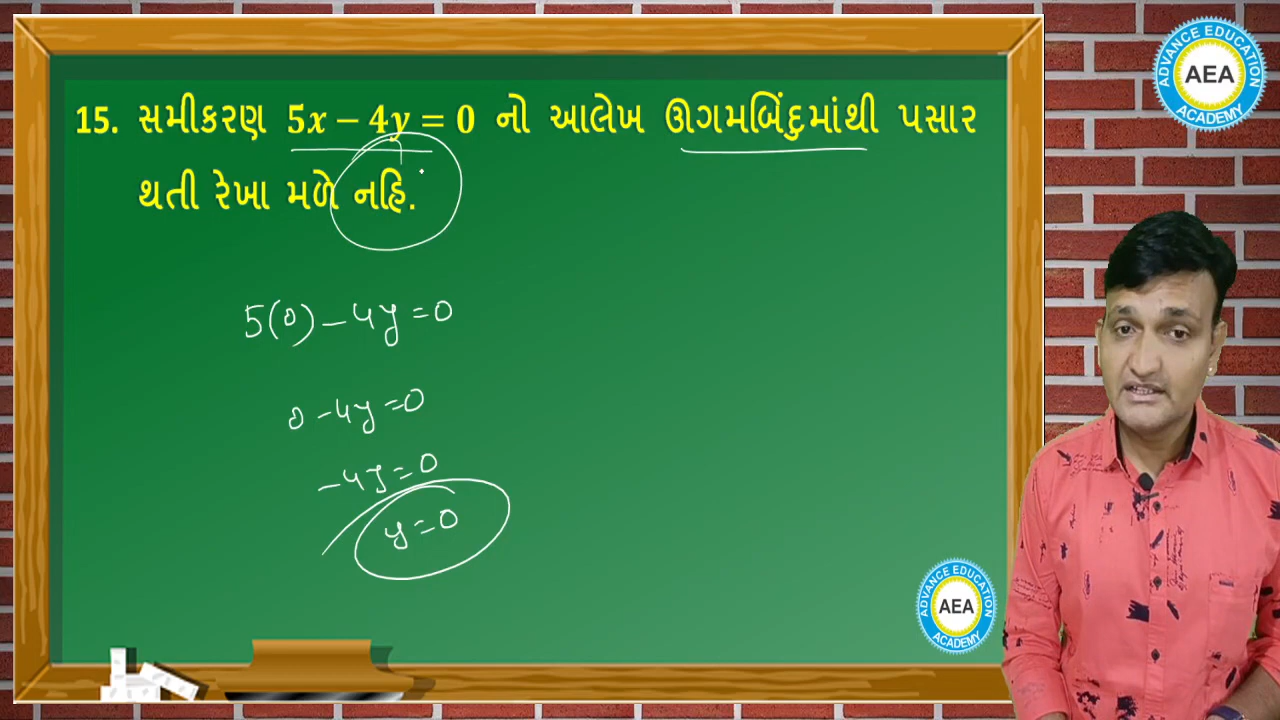 15. સમીકરણ 5x − 4y = 0 નો આલેખ ઊગમબિંદુમાંથી પસાર
થતી રેખા મળે નહિ.
5(0) − 4y = 0
0 − 4y = 0
−4y = 0
y = 0
ADVANCE EDUCATION
AEA
ACADEMY
ADVANCE EDUCATION
AEA
ACADEMY